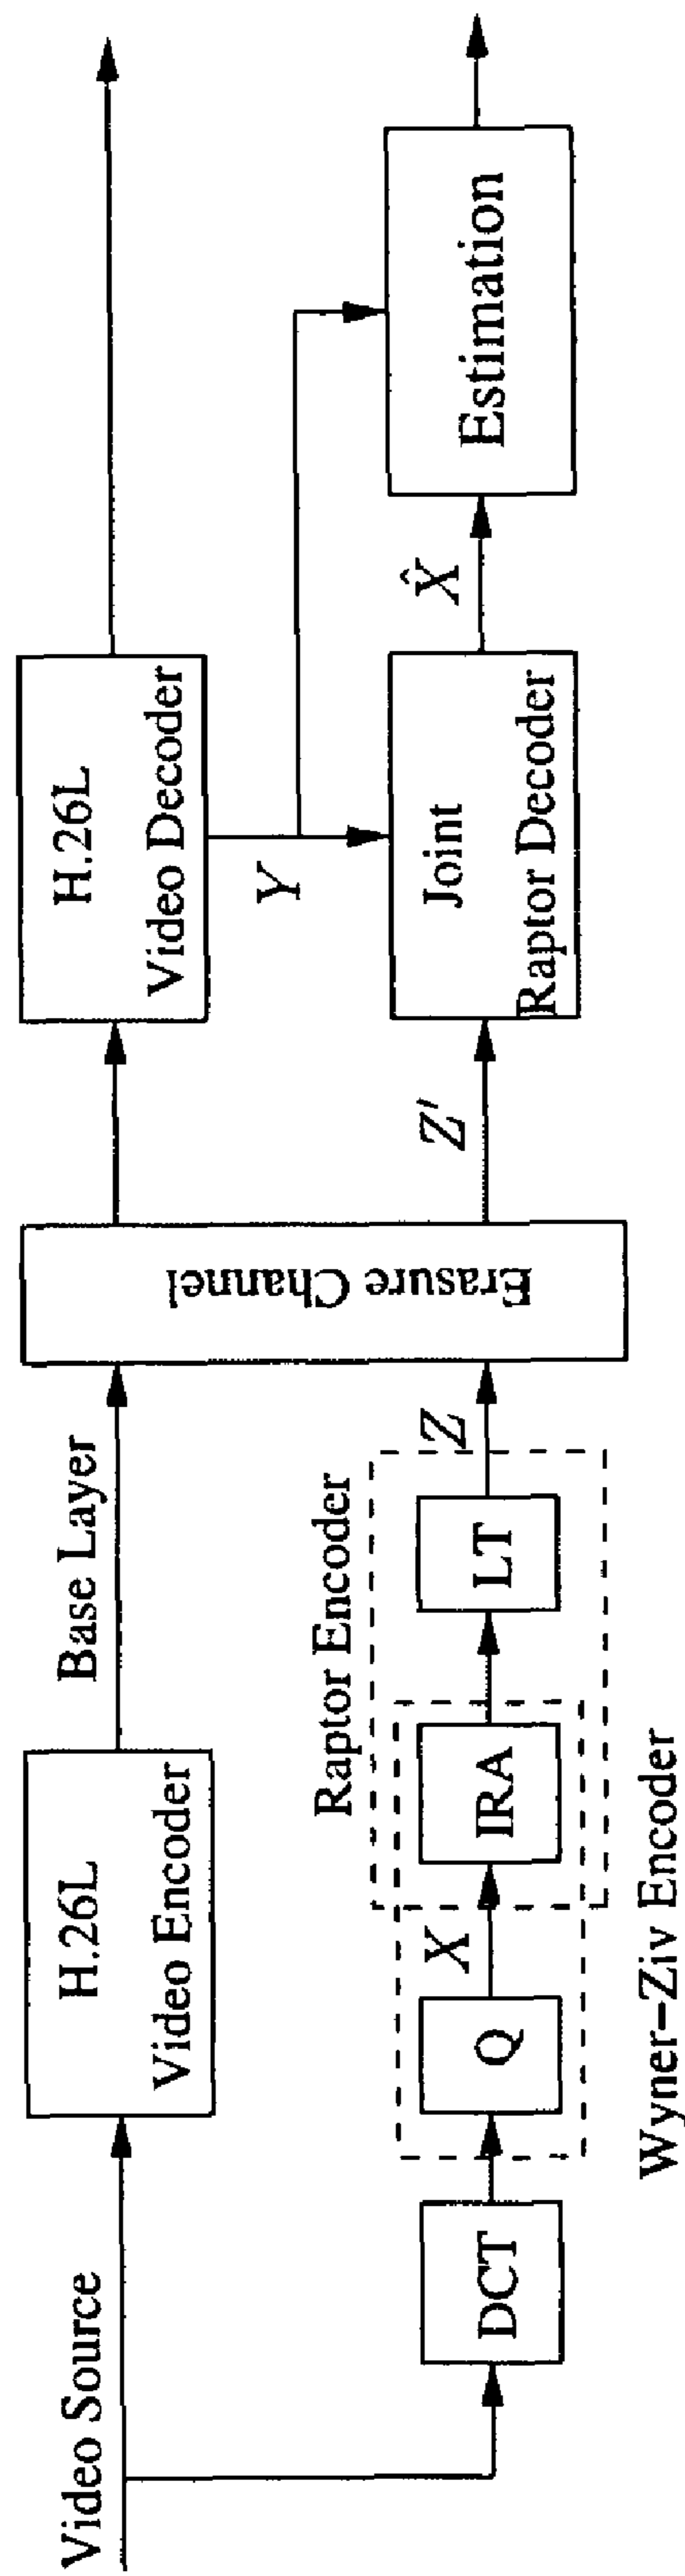 Video Source
H.26L
Video Encoder
Base Layer
Erasure Channel
H.26L
Video Decoder
Y
DCT
Q
X
IRA
LT
Raptor Encoder
Wyner–Ziv Encoder
Z
Z'
Joint
Raptor Decoder
X̂
Estimation